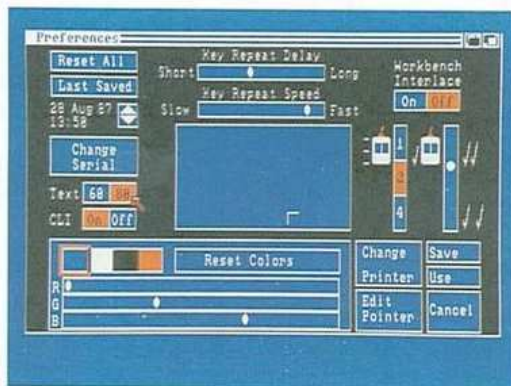 Preferences
Reset All
Last Saved
28 Aug 87
13:58
Change
Serial
Text 60 80
CLI On Off
Key Repeat Delay
Short Long
Key Repeat Speed
Slow Fast
Workbench
Interlace
On Off
1
2
4
Reset Colors
R
G
B
Change
Printer
Edit
Pointer
Save
Use
Cancel